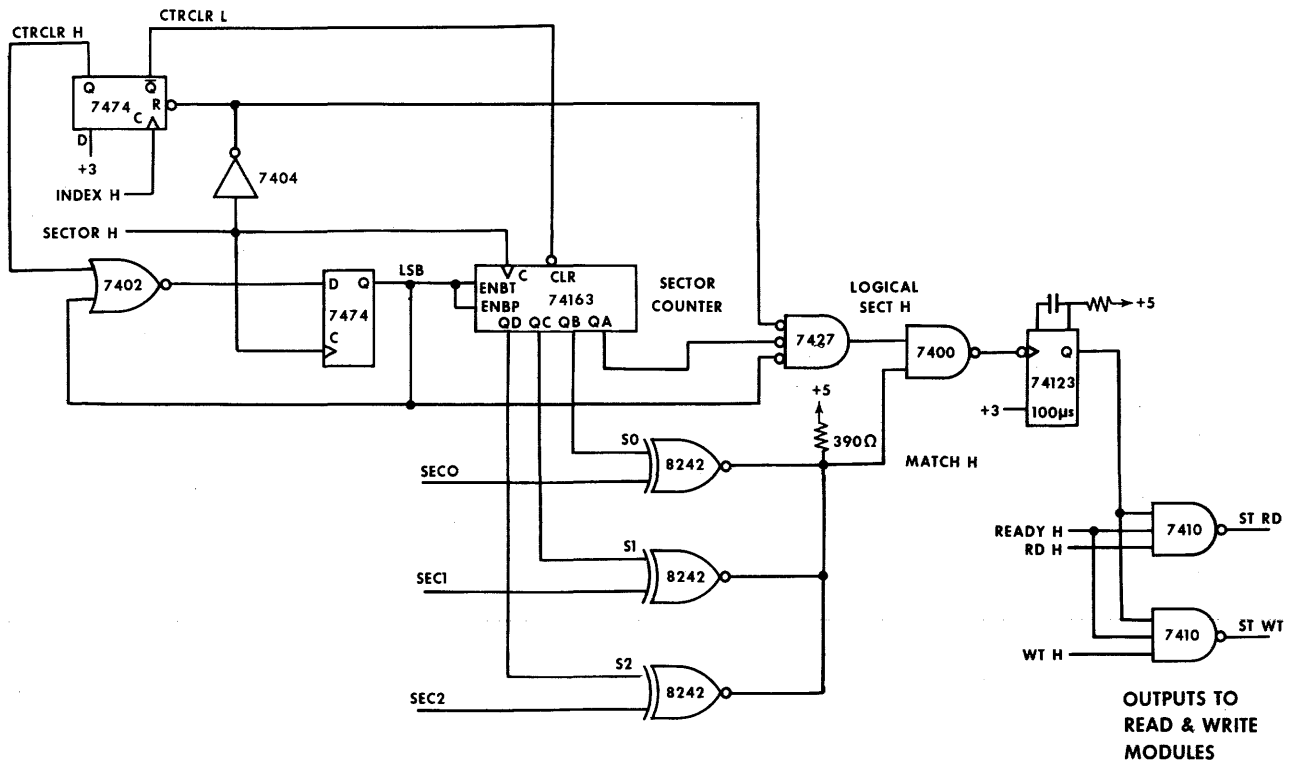 CTRCLR L
CTRCLR H
Q Q
7474 R
C
D
+3
INDEX H
7404
SECTOR H
7402
D Q
7474
C
LSB
C CLR
ENBT
ENBP
74163
QD QC QB QA
SECTOR
COUNTER
LOGICAL
SECT H
7427
7400
+5
Q
74123
+3
100µs
+5
390Ω
MATCH H
S0
SEC0
8242
S1
SEC1
8242
S2
SEC2
8242
READY H
RD H
7410
ST RD
WT H
7410
ST WT
OUTPUTS TO
READ & WRITE
MODULES